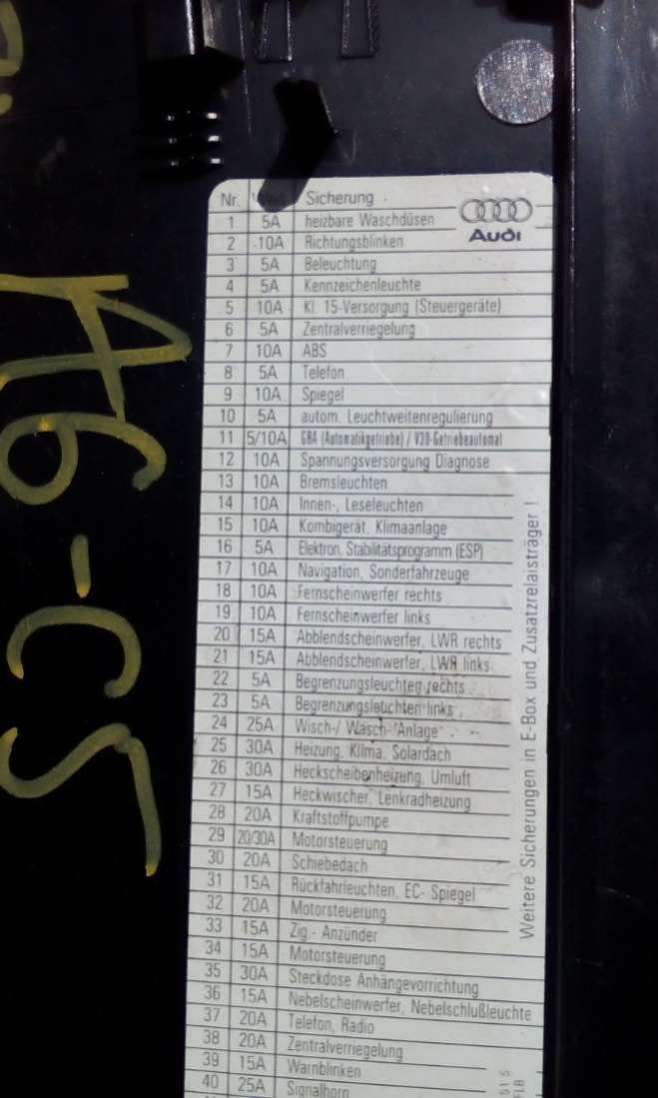 A6-C5
Nr. Sicherung
Audi
1 5A heizbare Waschdüsen
2 10A Richtungsblinken
3 5A Beleuchtung
4 5A Kennzeichenleuchte
5 10A Kl. 15-Versorgung (Steuergeräte)
6 5A Zentralverriegelung
7 10A ABS
8 5A Telefon
9 10A Spiegel
10 5A autom. Leuchtweitenregulierung
11 5/10A GRA (Automatikgetriebe) / V30-Getriebeautomat
12 10A Spannungsversorgung Diagnose
13 10A Bremsleuchten
14 10A Innen-, Leseleuchten
15 10A Kombigerät, Klimaanlage
16 5A Elektron. Stabilitätsprogramm (ESP)
17 10A Navigation, Sonderfahrzeuge
18 10A Fernscheinwerfer rechts
19 10A Fernscheinwerfer links
20 15A Abblendscheinwerfer, LWR rechts
21 15A Abblendscheinwerfer, LWR links
22 5A Begrenzungsleuchten rechts
23 5A Begrenzungsleuchten links
24 25A Wisch-/ Wasch-Anlage
25 30A Heizung, Klima, Solardach
26 30A Heckscheibenheizung, Umluft
27 15A Heckwischer, Lenkradheizung
28 20A Kraftstoffpumpe
29 20/30A Motorsteuerung
30 20A Schiebedach
31 15A Rückfahrleuchten, EC- Spiegel
32 20A Motorsteuerung
33 15A Zig.- Anzünder
34 15A Motorsteuerung
35 30A Steckdose Anhängevorrichtung
36 15A Nebelscheinwerfer, Nebelschlußleuchte
37 20A Telefon, Radio
38 20A Zentralverriegelung
39 15A Warnblinken
40 25A Signalhorn
Weitere Sicherungen in E-Box und Zusatzrelaisträger !